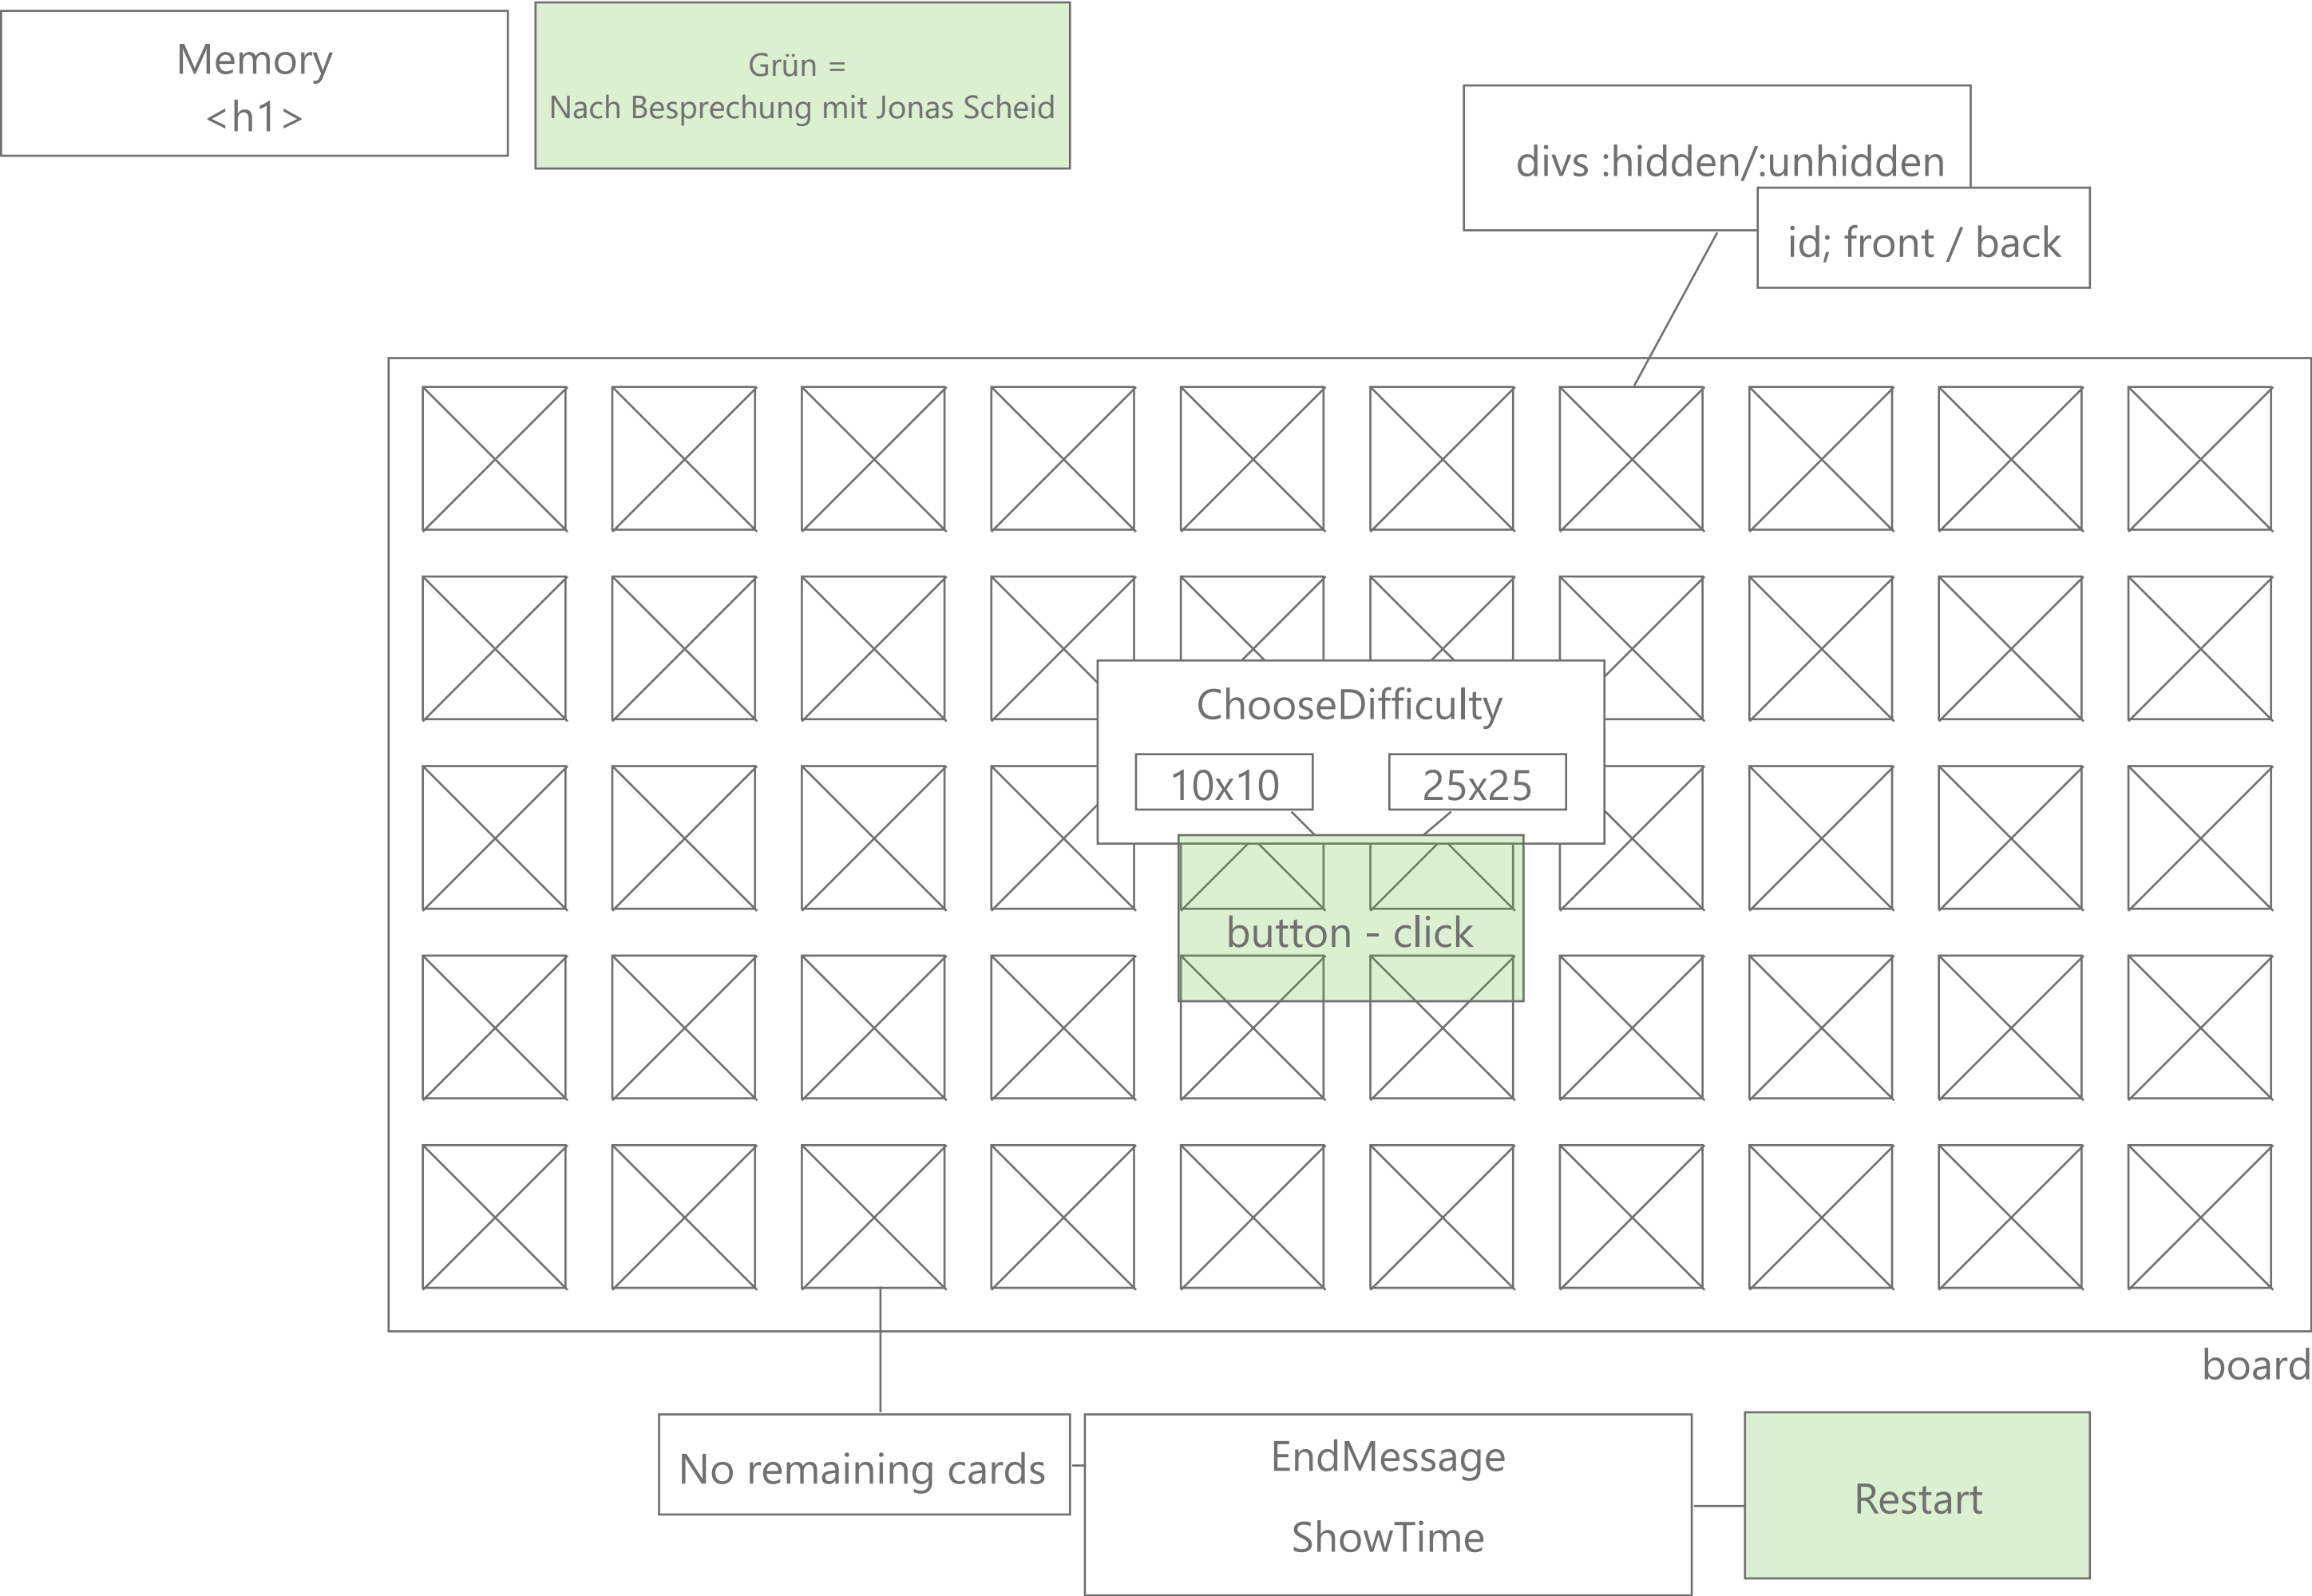 Memory
<h1>
Grün =
Nach Besprechung mit Jonas Scheid
divs :hidden/:unhidden
id; front / back
ChooseDifficulty
10x10
25x25
button - click
board
No remaining cards
EndMessage
ShowTime
Restart